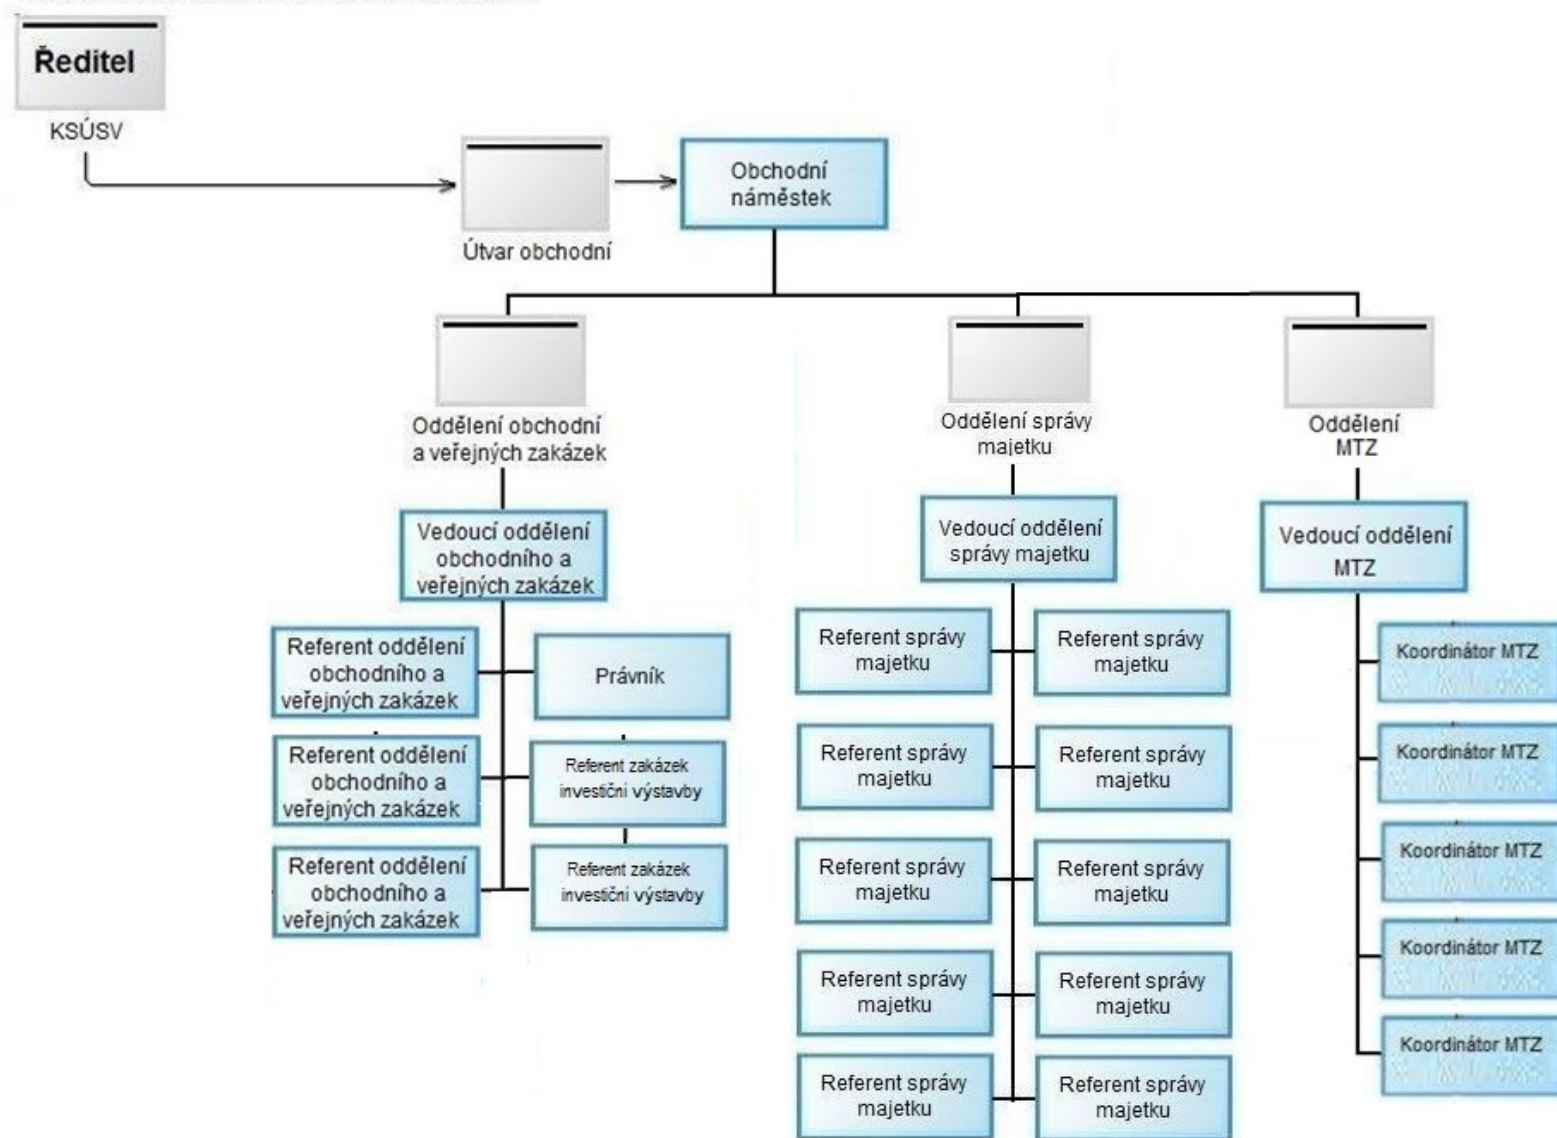 Ředitel
KSÚSV
Útvar obchodní
Obchodní
náměstek
Oddělení obchodní
a veřejných zakázek
Oddělení správy
majetku
Oddělení
MTZ
Vedoucí oddělení
obchodního a
veřejných zakázek
Vedoucí oddělení
správy majetku
Vedoucí oddělení
MTZ
Referent oddělení
obchodního a
veřejných zakázek
Právník
Referent oddělení
obchodního a
veřejných zakázek
Referent zakázek
investiční výstavby
Referent oddělení
obchodního a
veřejných zakázek
Referent zakázek
investiční výstavby
Referent správy
majetku
Referent správy
majetku
Referent správy
majetku
Referent správy
majetku
Referent správy
majetku
Referent správy
majetku
Referent správy
majetku
Referent správy
majetku
Referent správy
majetku
Referent správy
majetku
Koordinátor MTZ
Koordinátor MTZ
Koordinátor MTZ
Koordinátor MTZ
Koordinátor MTZ